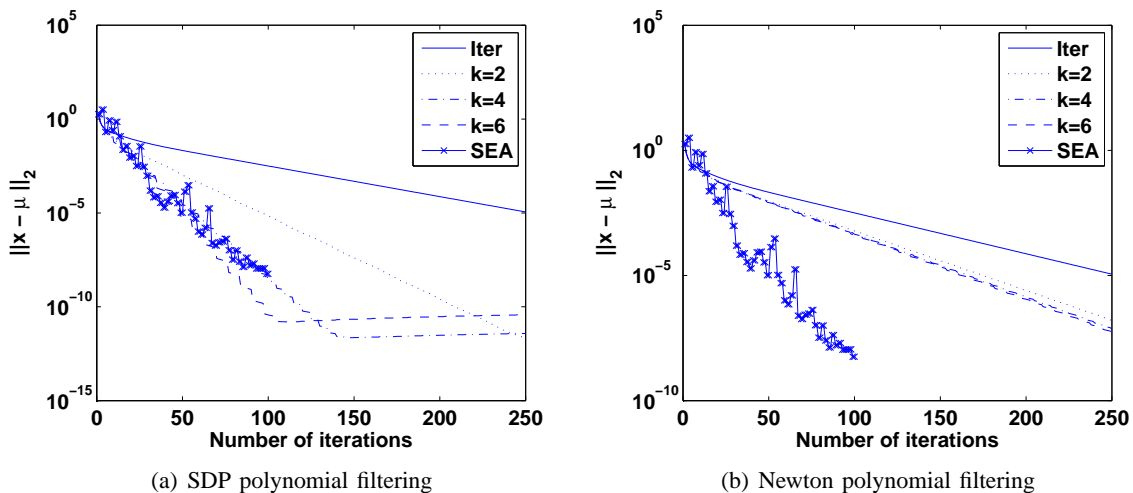 10^5
10^0
10^−5
10^−10
10^−15
0 50 100 150 200 250
Number of iterations
||x − μ||_2
Iter
k=2
k=4
k=6
SEA
(a) SDP polynomial filtering
10^5
10^0
10^−5
10^−10
0 50 100 150 200 250
Number of iterations
||x − μ||_2
Iter
k=2
k=4
k=6
SEA
(b) Newton polynomial filtering